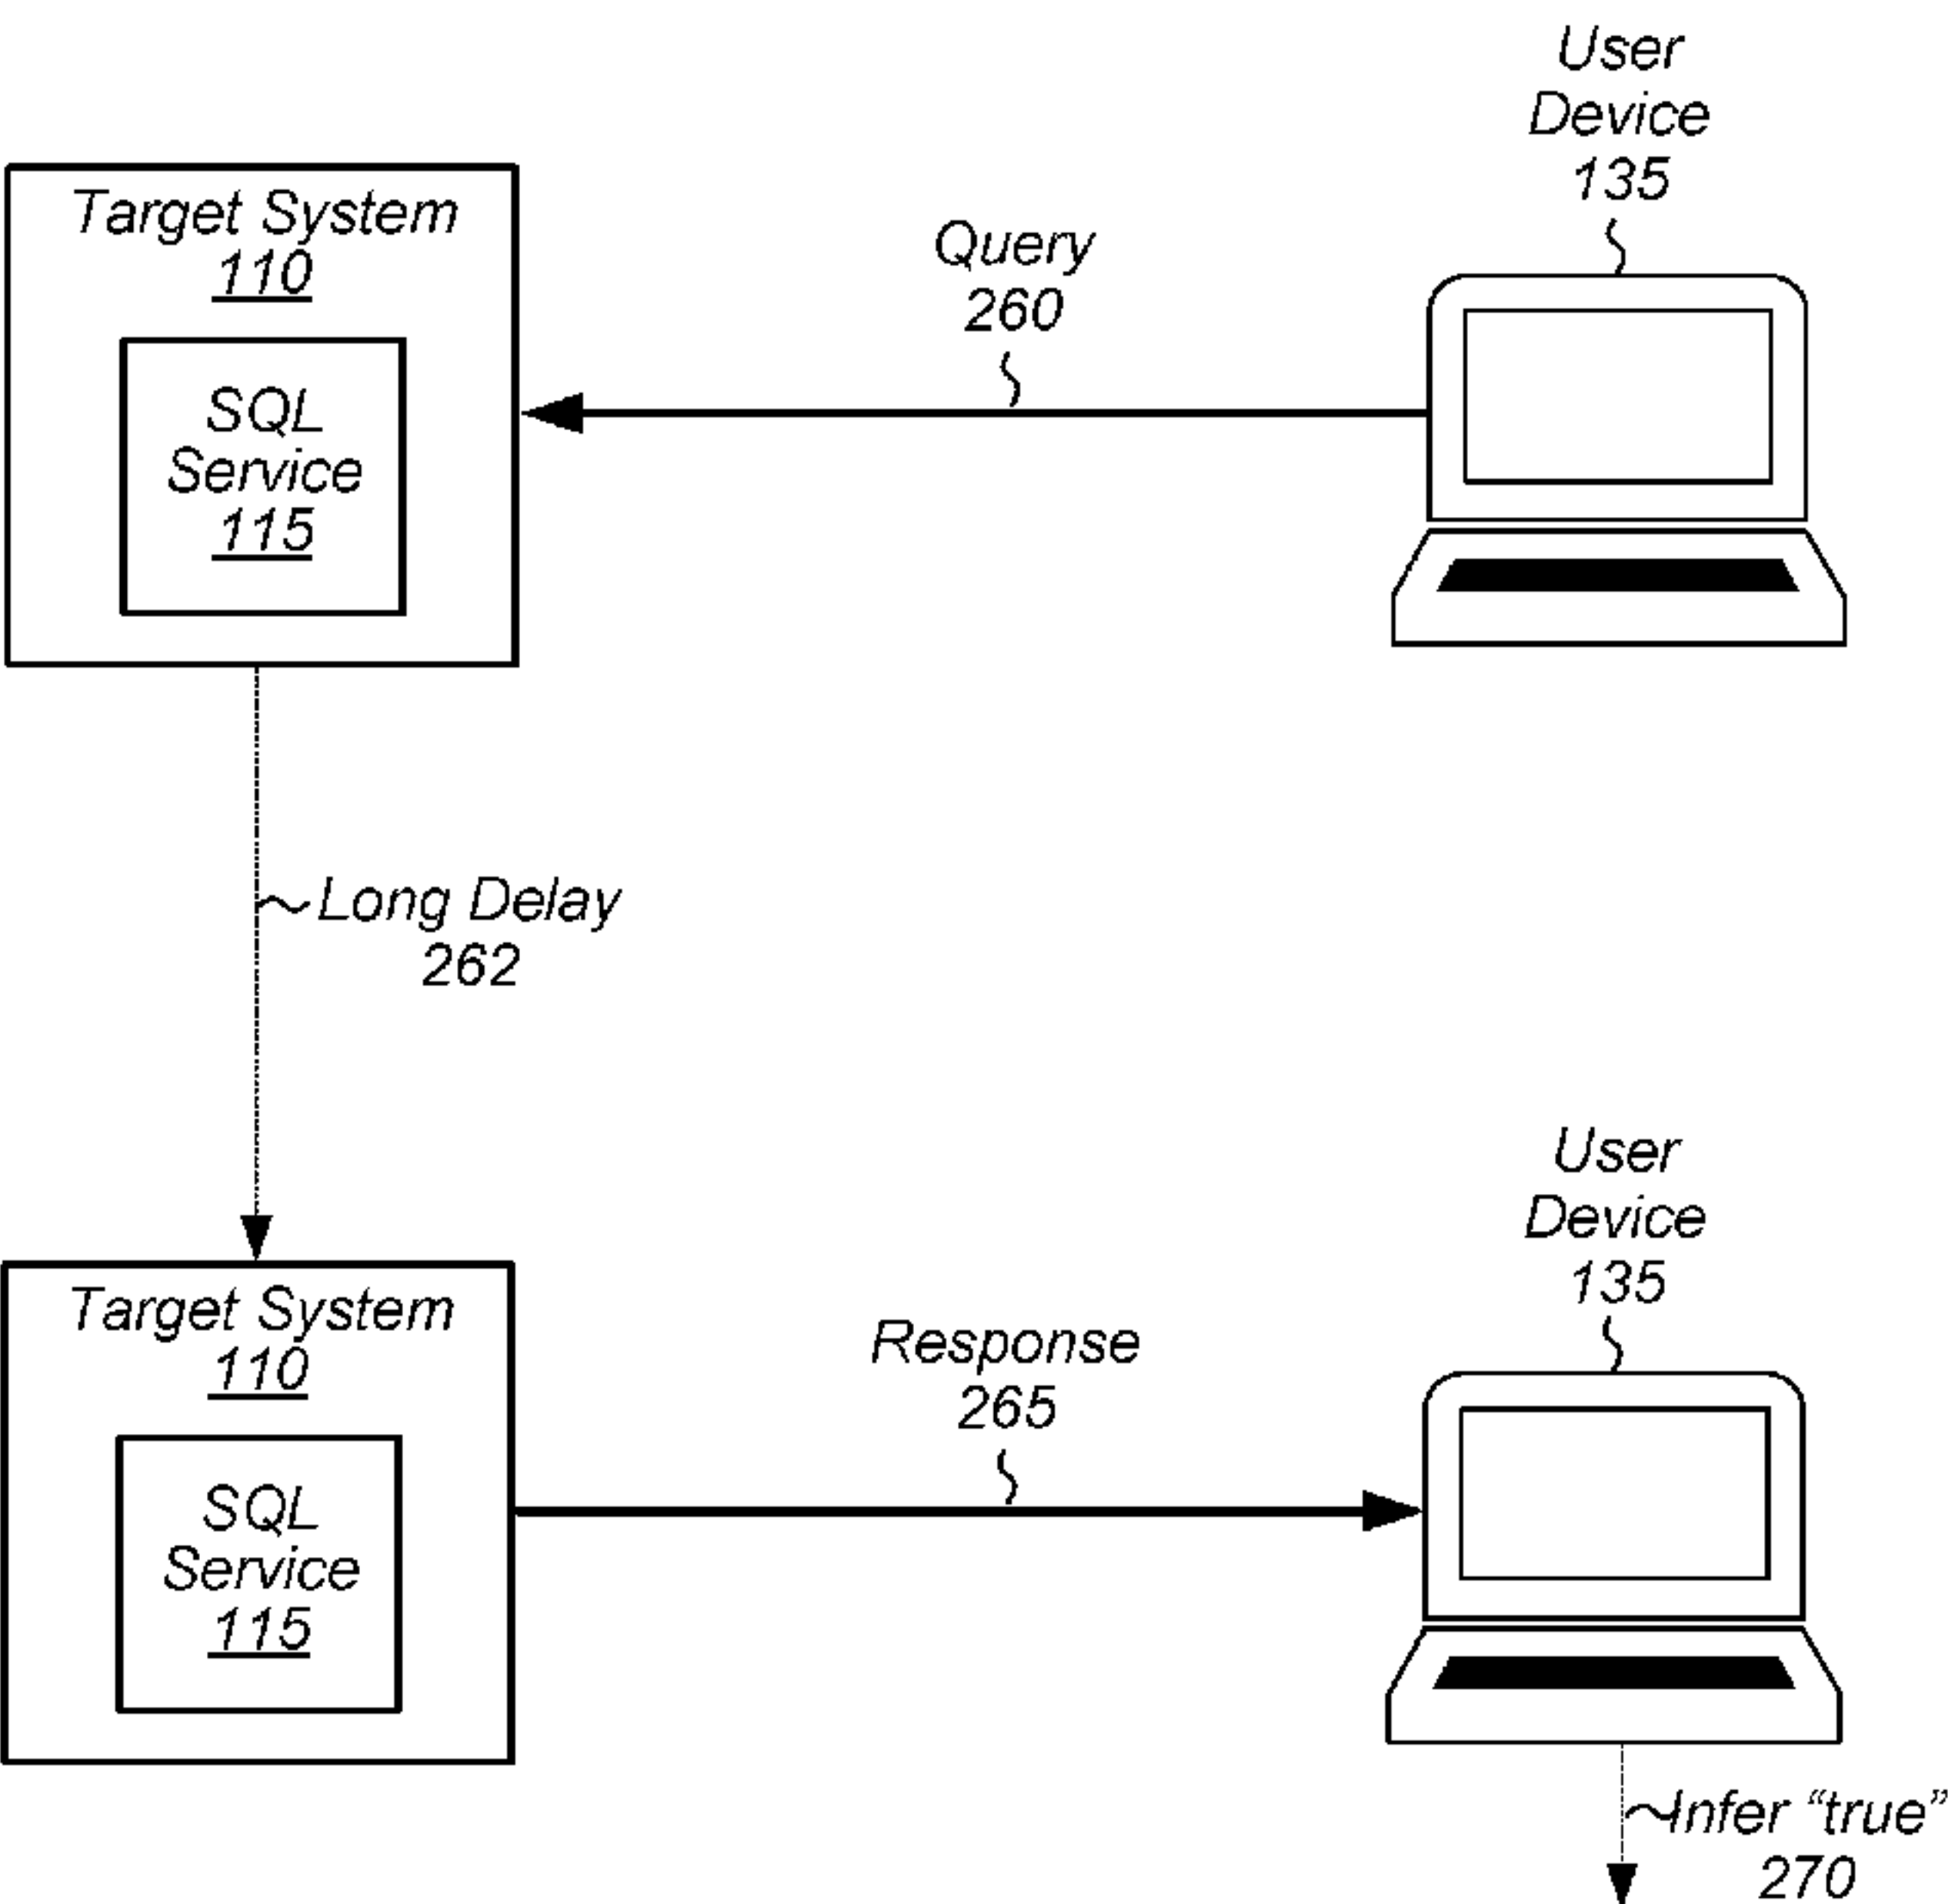 User
Device
135
Target System
110
Query
260
SQL
Service
115
Long Delay
262
User
Device
135
Target System
110
Response
265
SQL
Service
115
Infer “true”
270